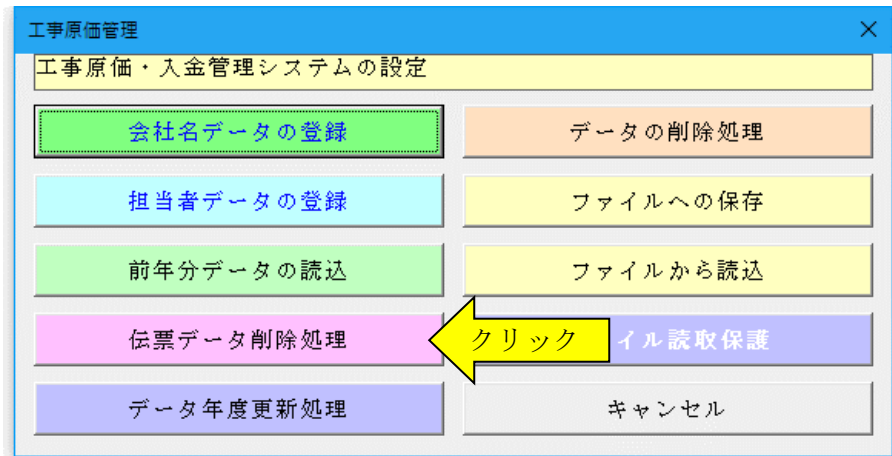 工事原価管理
工事原価・入金管理システムの設定
会社名データの登録
データの削除処理
担当者データの登録
ファイルへの保存
前年分データの読込
ファイルから読込
伝票データ削除処理
クリック
イル読取保護
データ年度更新処理
キャンセル